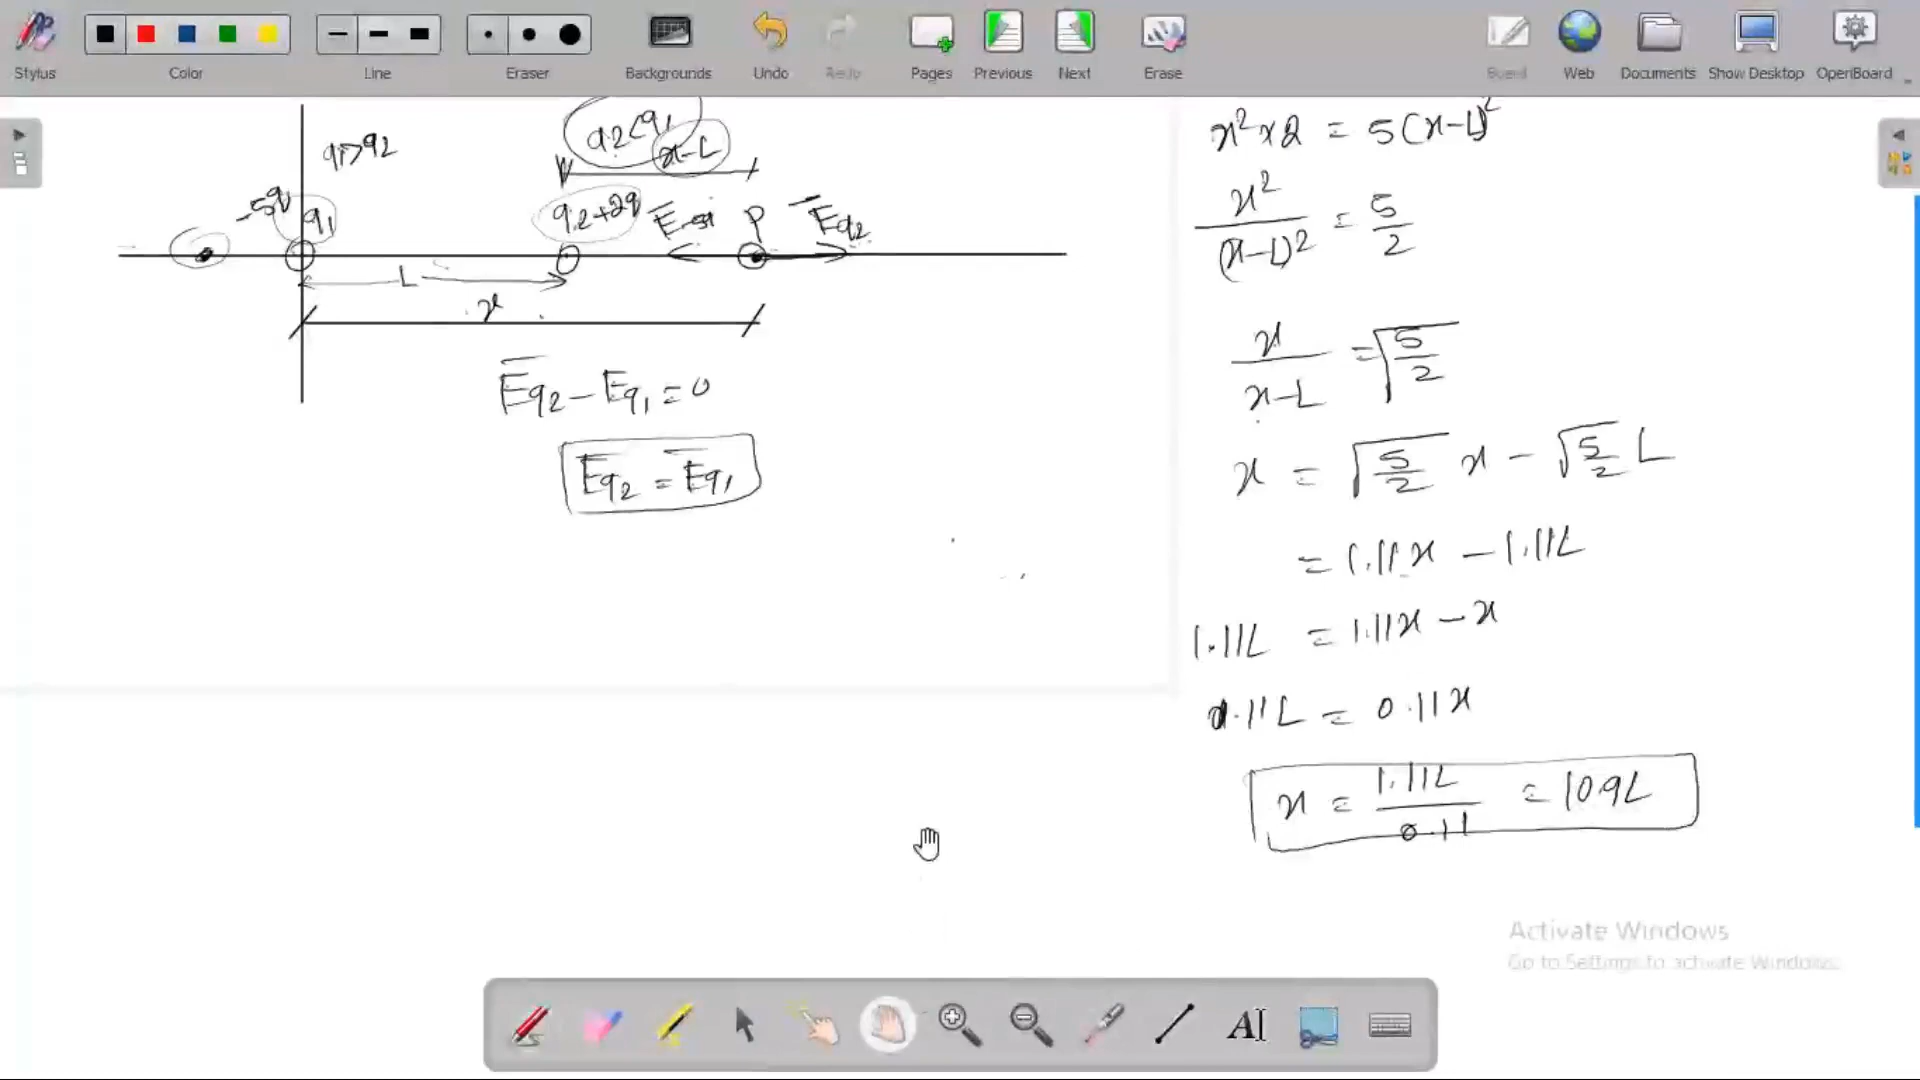 Stylus Color Line Eraser Backgrounds Undo Redo Pages Previous Next Erase Board Web Documents Show Desktop OpenBoard
q1>q2
q2<q1
x-L
-5q q1
q2+2q
P
Eq2
L
x
Eq2 - Eq1 = 0
Eq2 = Eq1
x² × 2 = 5(x-L)²
x²/(x-L)² = 5/2
x/(x-L) = √(5/2)
x = √(5/2) x - √(5/2) L
= 1.11x - 1.11L
1.11L = 1.11x - x
1.11L = 0.11x
x = 1.11L/0.11 = 10.9L
Activate Windows
Go to Settings to activate Windows.
AI